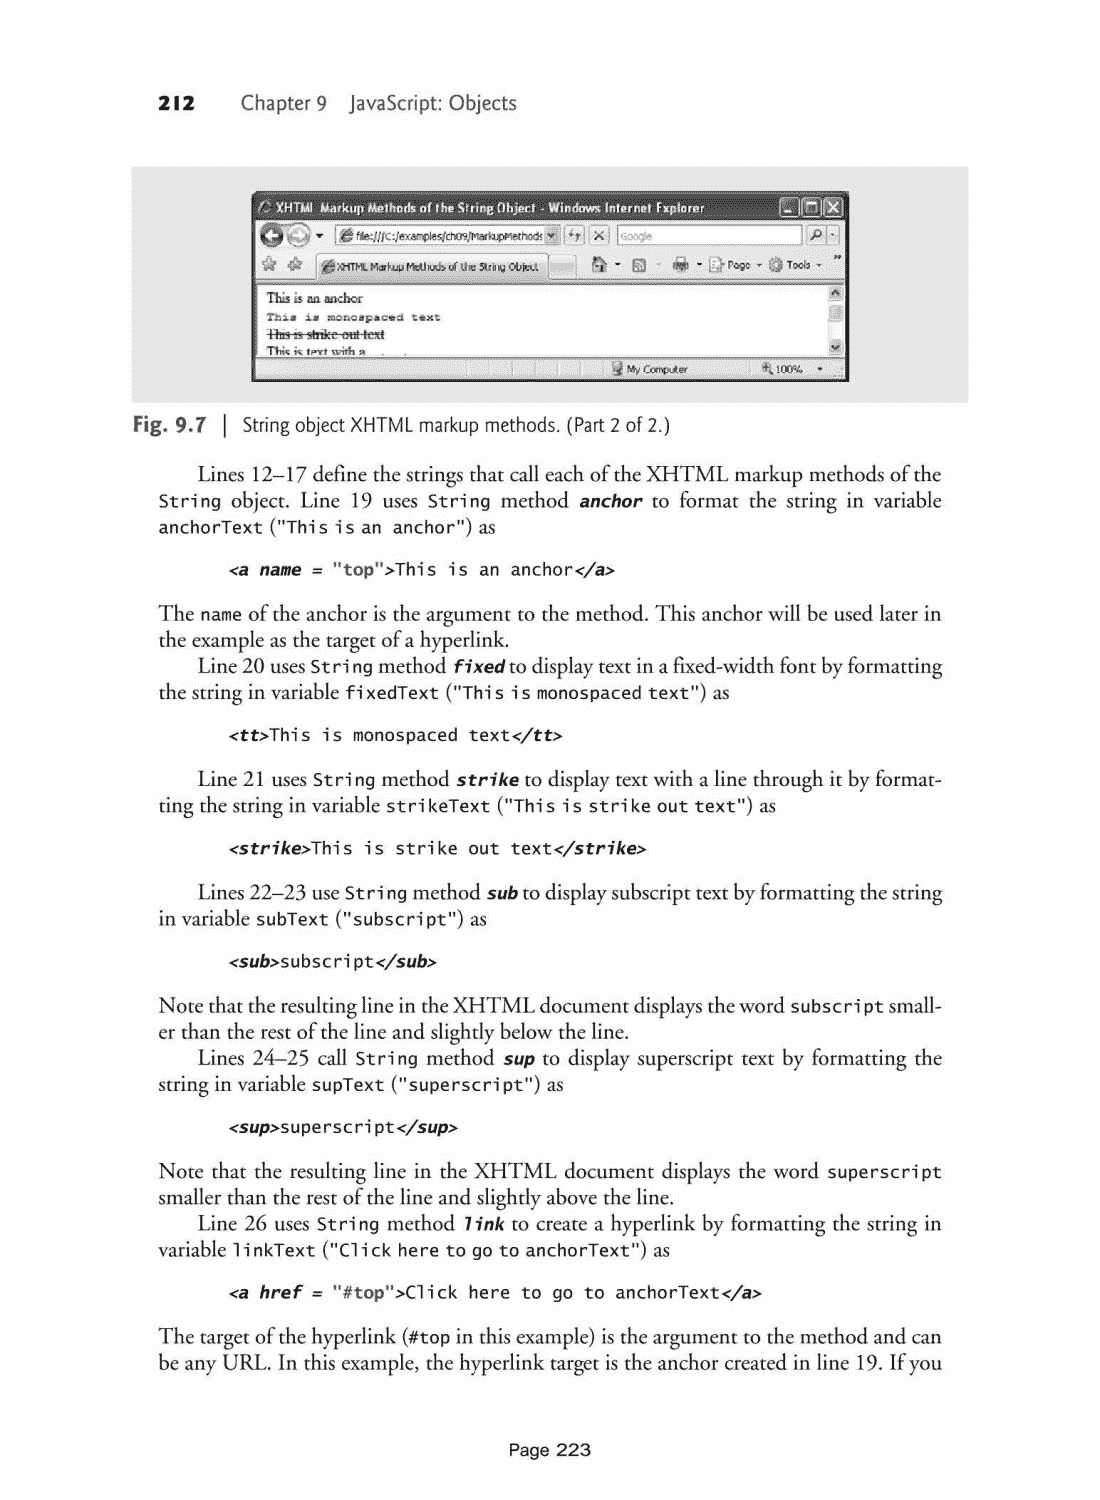 212 Chapter 9 JavaScript: Objects
XHTML Markup Methods of the String Object - Windows Internet Explorer
file:///C:/examples/ch09/MarkupMethods Google
XHTML Markup Methods of the String Object Page Tools »
This is an anchor
This is monospaced text
This is strike out text
This is text with a
My Computer 100%
Fig. 9.7 | String object XHTML markup methods. (Part 2 of 2.)
Lines 12–17 define the strings that call each of the XHTML markup methods of the
String object. Line 19 uses String method anchor to format the string in variable
anchorText ("This is an anchor") as
<a name = "top">This is an anchor</a>
The name of the anchor is the argument to the method. This anchor will be used later in
the example as the target of a hyperlink.
Line 20 uses String method fixed to display text in a fixed-width font by formatting
the string in variable fixedText ("This is monospaced text") as
<tt>This is monospaced text</tt>
Line 21 uses String method strike to display text with a line through it by format-
ting the string in variable strikeText ("This is strike out text") as
<strike>This is strike out text</strike>
Lines 22–23 use String method sub to display subscript text by formatting the string
in variable subText ("subscript") as
<sub>subscript</sub>
Note that the resulting line in the XHTML document displays the word subscript small-
er than the rest of the line and slightly below the line.
Lines 24–25 call String method sup to display superscript text by formatting the
string in variable supText ("superscript") as
<sup>superscript</sup>
Note that the resulting line in the XHTML document displays the word superscript
smaller than the rest of the line and slightly above the line.
Line 26 uses String method link to create a hyperlink by formatting the string in
variable linkText ("Click here to go to anchorText") as
<a href = "#top">Click here to go to anchorText</a>
The target of the hyperlink (#top in this example) is the argument to the method and can
be any URL. In this example, the hyperlink target is the anchor created in line 19. If you
Page 223